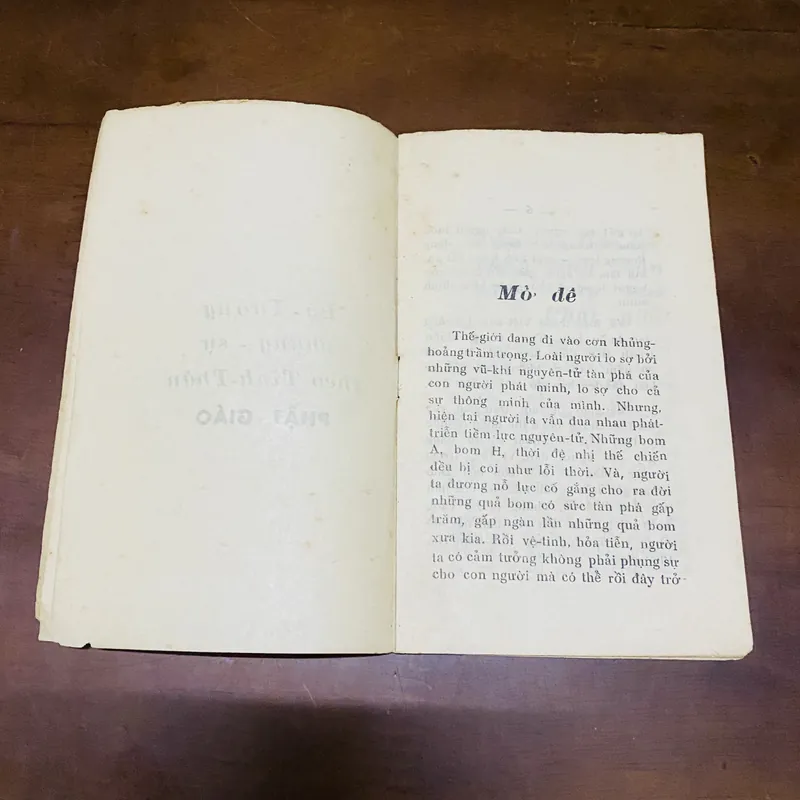 Tinh-Thần
PHẬT GIÁO
Mở đề
Thế-giới đang đi vào cơn khủng-
hoảng trầm trọng. Loài người lo sợ bởi
những vũ-khí nguyên-tử tàn phá của
con người phát minh, lo sợ cho cả
sự thông minh của mình. Nhưng,
hiện tại người ta vẫn đua nhau phát-
triển tiềm lực nguyên-tử. Những bom
A, bom H, thời đệ nhị thế chiến
đều bị coi như lỗi thời. Và, người
ta đương nỗ lực cố gắng cho ra đời
những quả bom có sức tàn phá gấp
trăm, gấp ngàn lần những quả bom
xưa kia. Rồi vệ-tinh, hỏa tiễn, người
ta có cảm tưởng không phải phụng sự
cho con người mà có thể rồi đây trở